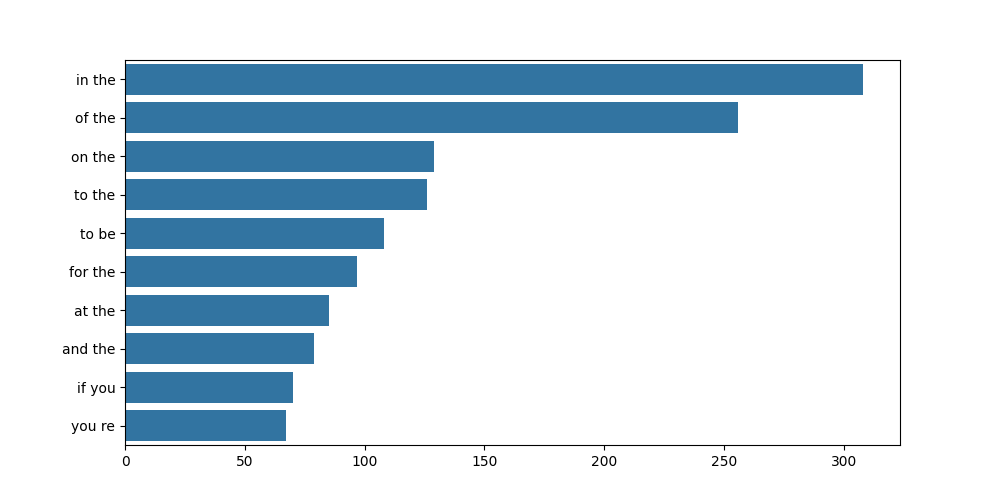 in the
of the
on the
to the
to be
for the
at the
and the
if you
you re
0 50 100 150 200 250 300